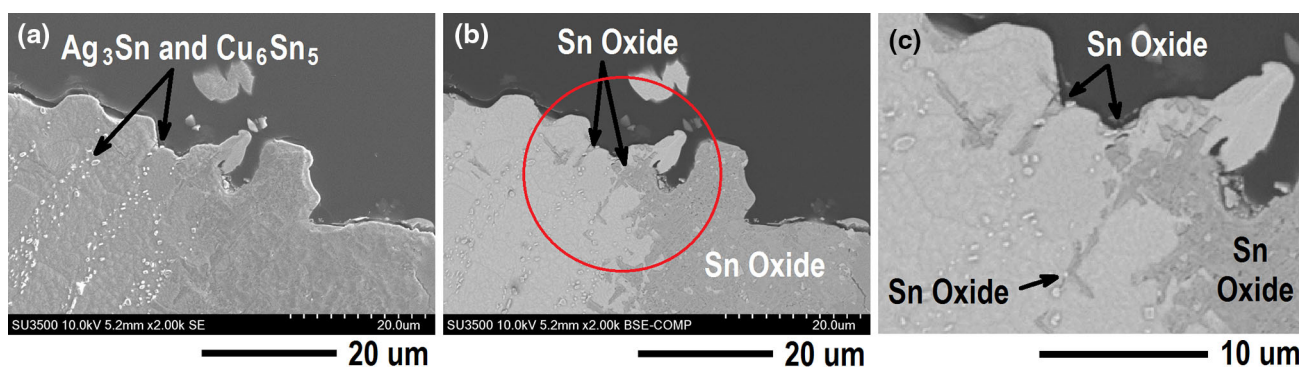 (a)
Ag₃Sn and Cu₆Sn₅
SU3500 10.0kV 5.2mm x2.00k SE
20.0um
20 um
(b)
Sn Oxide
Sn Oxide
SU3500 10.0kV 5.2mm x2.00k BSE-COMP
20.0um
20 um
(c)
Sn Oxide
Sn Oxide
Sn
Oxide
10 um